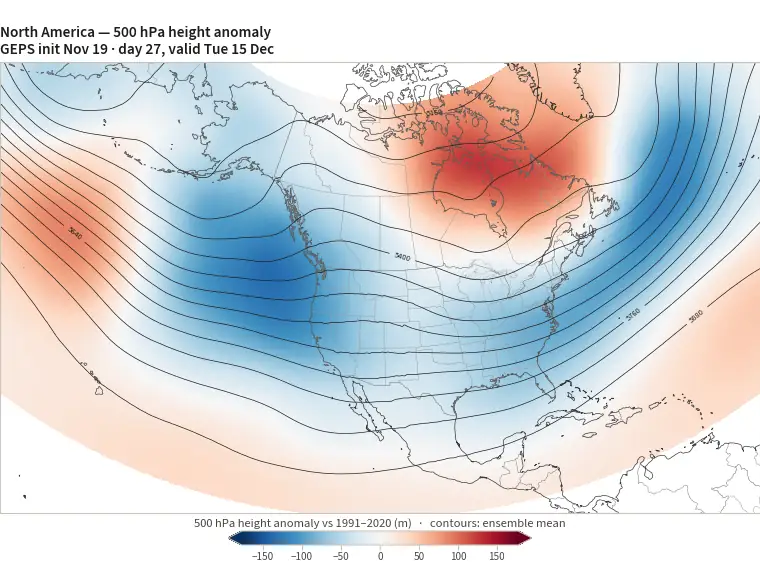 North America — 500 hPa height anomaly
GEPS init Nov 19 · day 27, valid Tue 15 Dec
5160
5640
5400
5760
5880
500 hPa height anomaly vs 1991–2020 (m) · contours: ensemble mean
−150 −100 −50 0 50 100 150